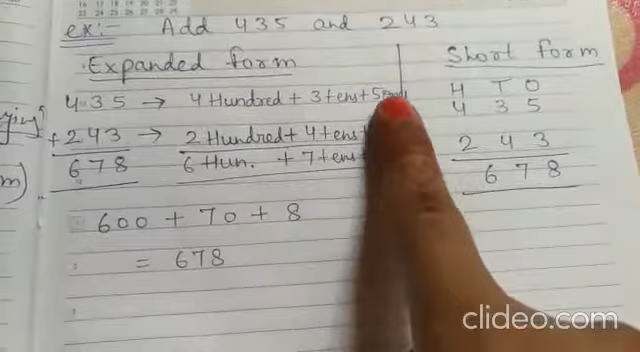 ex:- Add 435 and 243
Expanded form
435 → 4 Hundred + 3 tens + 5
+ 243 → 2 Hundred + 4 tens +
678 6 Hun. + 7 tens +
600 + 70 + 8
= 678
Short form
H T O
4 3 5
2 4 3
6 7 8
m)
clideo.com